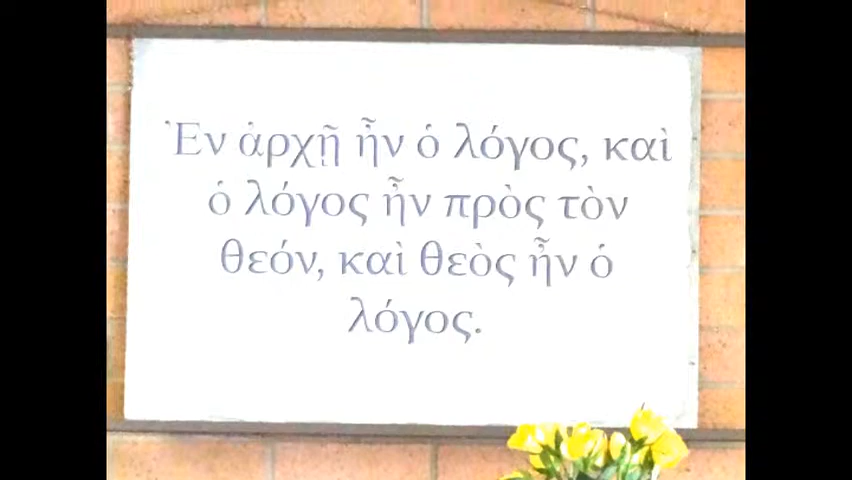 Ἐν ἀρχῇ ἦν ὁ λόγος, καὶ
ὁ λόγος ἦν πρὸς τὸν
θεόν, καὶ θεὸς ἦν ὁ
λόγος.